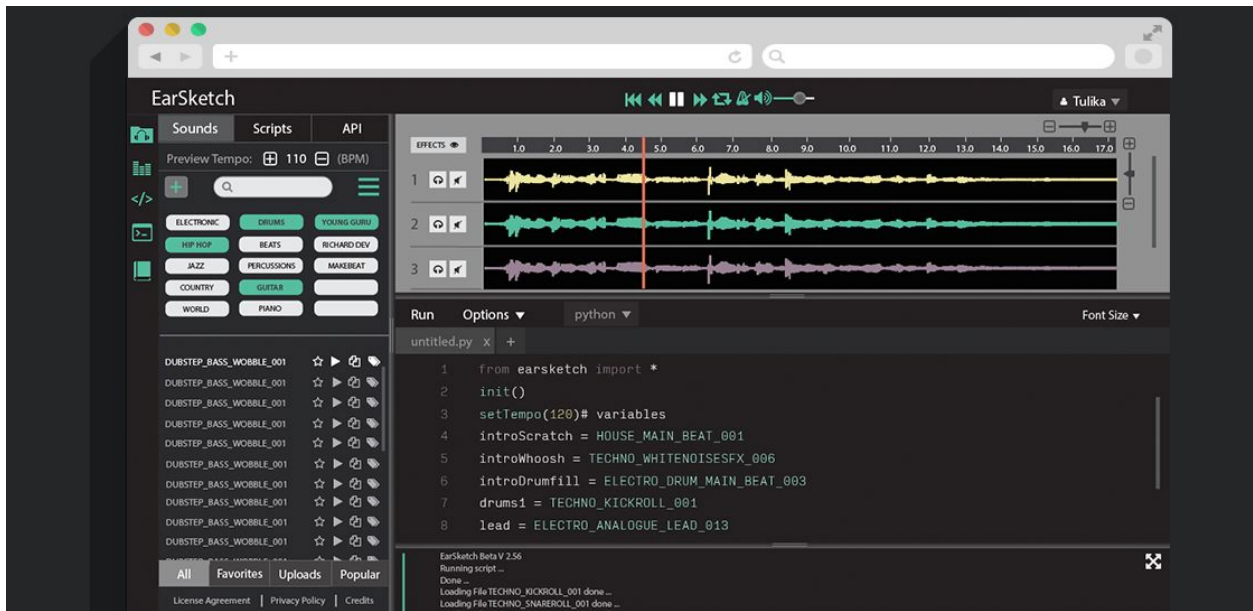 EarSketch
Tulika
Sounds Scripts API
Preview Tempo: 110 (BPM)
ELECTRONIC DRUMS YOUNG GURU
HIP HOP BEATS RICHARD DEV
JAZZ PERCUSSIONS MAKEBEAT
COUNTRY GUITAR
WORLD PIANO
DUBSTEP_BASS_WOBBLE_001
DUBSTEP_BASS_WOBBLE_001
DUBSTEP_BASS_WOBBLE_001
DUBSTEP_BASS_WOBBLE_001
DUBSTEP_BASS_WOBBLE_001
DUBSTEP_BASS_WOBBLE_001
DUBSTEP_BASS_WOBBLE_001
DUBSTEP_BASS_WOBBLE_001
DUBSTEP_BASS_WOBBLE_001
DUBSTEP_BASS_WOBBLE_001
All Favorites Uploads Popular
License Agreement | Privacy Policy | Credits
EFFECTS 1.0 2.0 3.0 4.0 5.0 6.0 7.0 8.0 9.0 10.0 11.0 12.0 13.0 14.0 15.0 16.0 17.0
1
2
3
Run Options python Font Size
untitled.py x +
1 from earsketch import *
2 init()
3 setTempo(120)# variables
4 introScratch = HOUSE_MAIN_BEAT_001
5 introWhoosh = TECHNO_WHITENOISESFX_006
6 introDrumfill = ELECTRO_DRUM_MAIN_BEAT_003
7 drums1 = TECHNO_KICKROLL_001
8 lead = ELECTRO_ANALOGUE_LEAD_013
EarSketch Beta V 2.56
Running script ...
Done ...
Loading File TECHNO_KICKROLL_001 done ...
Loading File TECHNO_SNAREROLL_001 done ...